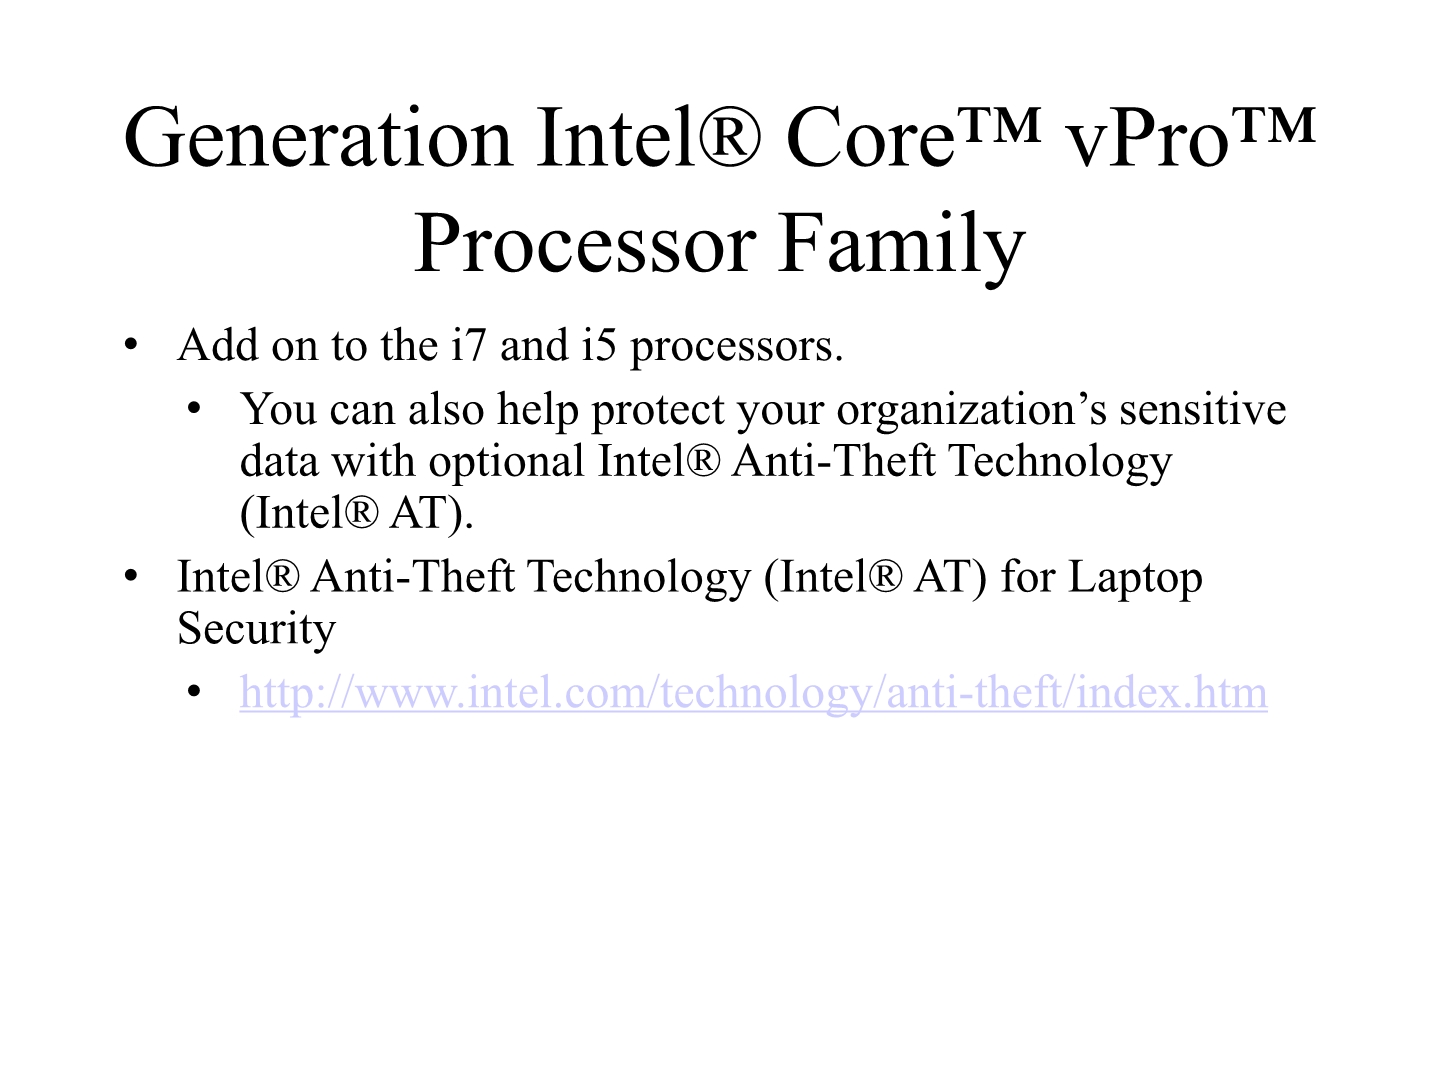 Generation Intel® Core™ vPro™
Processor Family
• Add on to the i7 and i5 processors.
• You can also help protect your organization’s sensitive
data with optional Intel® Anti-Theft Technology
(Intel® AT).
• Intel® Anti-Theft Technology (Intel® AT) for Laptop
Security
• http://www.intel.com/technology/anti-theft/index.htm